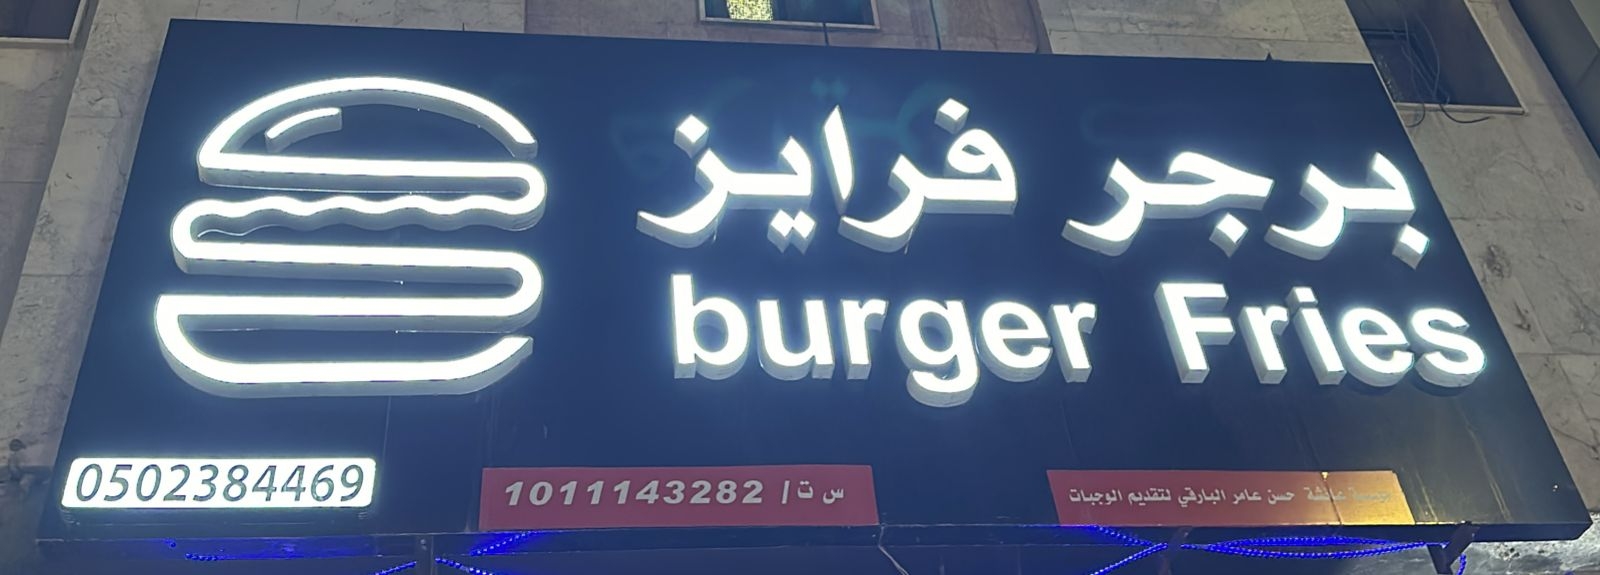 برجر فرايز
burger Fries
0502384469
س ت / 1011143282
مؤسسة عائشة حسن عامر البارقي لتقديم الوجبات